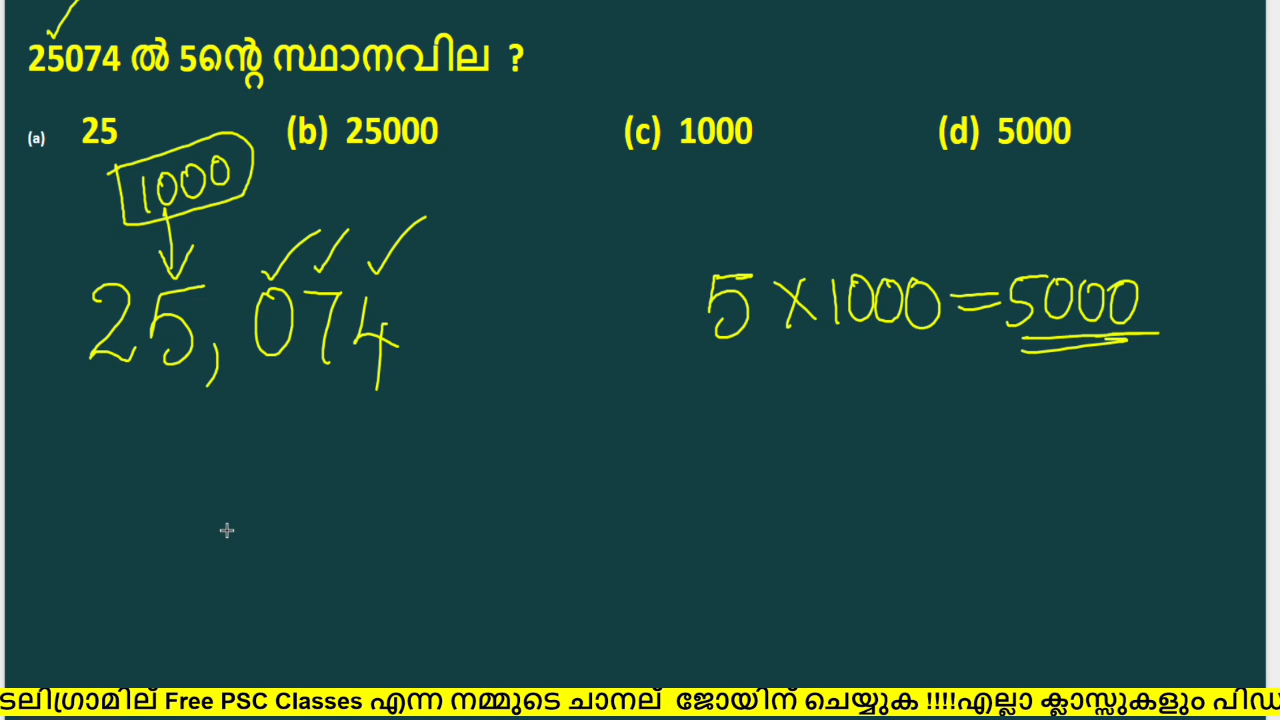 25074 ൽ 5ന്റെ സ്ഥാനവില ?
(a) 25 (b) 25000 (c) 1000 (d) 5000
1000
25,074 5 X 1000 = 5000
ടലിഗ്രാമില് Free PSC Classes എന്ന നമ്മുടെ ചാനല് ജോയിന് ചെയ്യുക !!!!എല്ലാ ക്ലാസ്സുകളും പിഡ